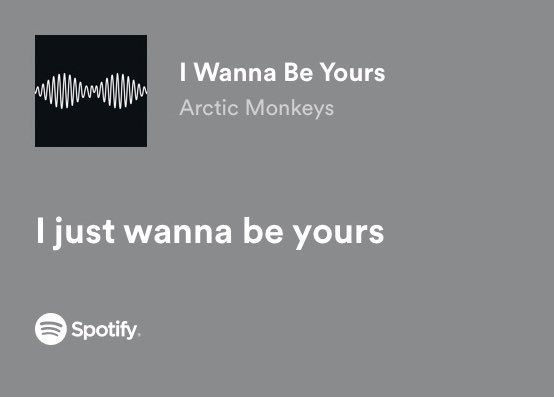 I Wanna Be Yours
Arctic Monkeys
I just wanna be yours
Spotify